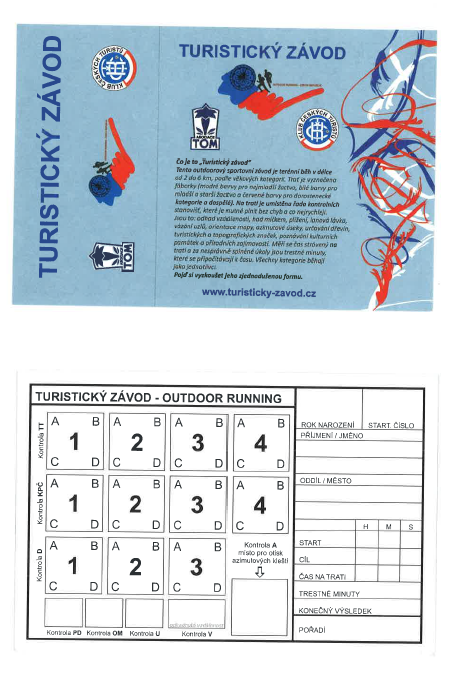 TURISTICKÝ ZÁVOD
KLUB ČESKÝCH TURISTŮ
ASOCIACE
TOM
TURISTICKÝ ZÁVOD
ASOCIACE
TOM
KLUB ČESKÝCH TURISTŮ
Co je to „Turistický závod"
Tento outdoorový sportovní závod je terénní běh v délce
od 2 do 6 km, podle věkových kategorií. Trať je vyznačena
fáborky (modré barvy pro nejmladší žactvo, bílé barvy pro
mladší a starší žactvo a červené barvy pro dorostenecké
kategorie a dospělé). Na trati je umístěna řada kontrolních
stanovišť, které je nutné plnit bez chyb a co nejrychleji.
Jsou to: odhad vzdálenosti, hod míčkem, plížení, lanová lávka,
vázání uzlů, orientace mapy, azimutové úseky, určování dřevin,
turistických a topografických značek, poznávání kulturních
památek a přírodních zajímavostí. Měří se čas strávený na
trati a za nesprávně splněné úkoly jsou trestné minuty,
které se připočítávají k času. Všechny kategorie běhají
jako jednotlivci.
Pojď si vyzkoušet jeho zjednodušenou formu.
www.turisticky-zavod.cz
TURISTICKÝ ZÁVOD - OUTDOOR RUNNING
Kontrola TT
A B A B A B A B
1 2 3 4
C D C D C D C D
Kontrola KPČ
A B A B A B A B
1 2 3 4
C D C D C D C D
Kontrola D
A B A B A B
1 2 3
C D C D C D
Kontrola A
místo pro otisk
azimutových kleští
Kontrola PD Kontrola OM Kontrola U Kontrola V
ROK NAROZENÍ START. ČÍSLO
PŘÍJMENÍ / JMÉNO
ODDÍL / MĚSTO
H M S
START
CÍL
ČAS NA TRATI
TRESTNÉ MINUTY
KONEČNÝ VÝSLEDEK
POŘADÍ